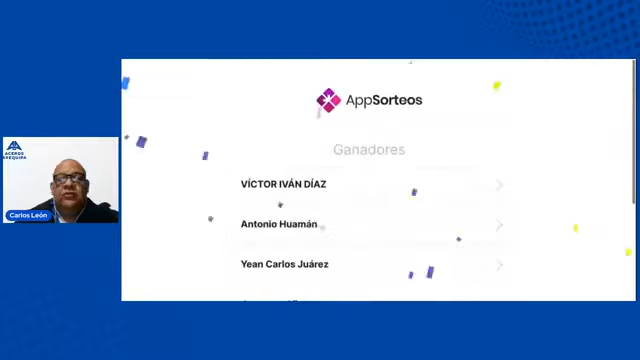 AppSorteos
Ganadores
VÍCTOR IVÁN DÍAZ
Antonio Huamán
Yean Carlos Juárez
ACEROS
AREQUIPA
Carlos León